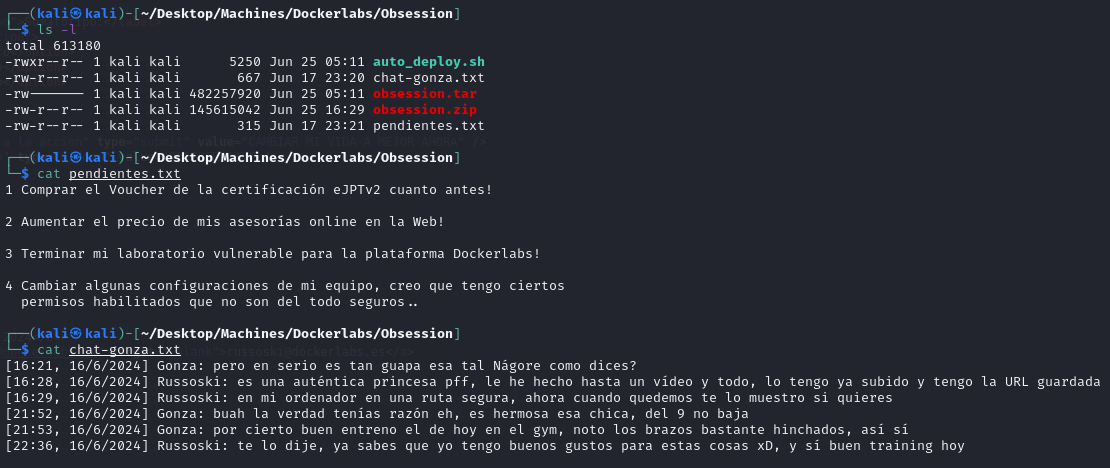 ┌──(kali㉿kali)-[~/Desktop/Machines/Dockerlabs/Obsession]
└─$ ls -l
total 613180
-rwxr--r-- 1 kali kali      5250 Jun 25 05:11 auto_deploy.sh
-rw-r--r-- 1 kali kali       667 Jun 17 23:20 chat-gonza.txt
-rw------- 1 kali kali 482257920 Jun 25 05:11 obsession.tar
-rw-r--r-- 1 kali kali 145615042 Jun 25 16:29 obsession.zip
-rw-r--r-- 1 kali kali       315 Jun 17 23:21 pendientes.txt
┌──(kali㉿kali)-[~/Desktop/Machines/Dockerlabs/Obsession]
└─$ cat pendientes.txt
1 Comprar el Voucher de la certificación eJPTv2 cuanto antes!
2 Aumentar el precio de mis asesorías online en la Web!
3 Terminar mi laboratorio vulnerable para la plataforma Dockerlabs!
4 Cambiar algunas configuraciones de mi equipo, creo que tengo ciertos
  permisos habilitados que no son del todo seguros..
┌──(kali㉿kali)-[~/Desktop/Machines/Dockerlabs/Obsession]
└─$ cat chat-gonza.txt
[16:21, 16/6/2024] Gonza: pero en serio es tan guapa esa tal Nágore como dices?
[16:28, 16/6/2024] Russoski: es una auténtica princesa pff, le he hecho hasta un vídeo y todo, lo tengo ya subido y tengo la URL guardada
[16:29, 16/6/2024] Russoski: en mi ordenador en una ruta segura, ahora cuando quedemos te lo muestro si quieres
[21:52, 16/6/2024] Gonza: buah la verdad tenías razón eh, es hermosa esa chica, del 9 no baja
[21:53, 16/6/2024] Gonza: por cierto buen entreno el de hoy en el gym, noto los brazos bastante hinchados, así sí
[22:36, 16/6/2024] Russoski: te lo dije, ya sabes que yo tengo buenos gustos para estas cosas xD, y sí buen training hoy